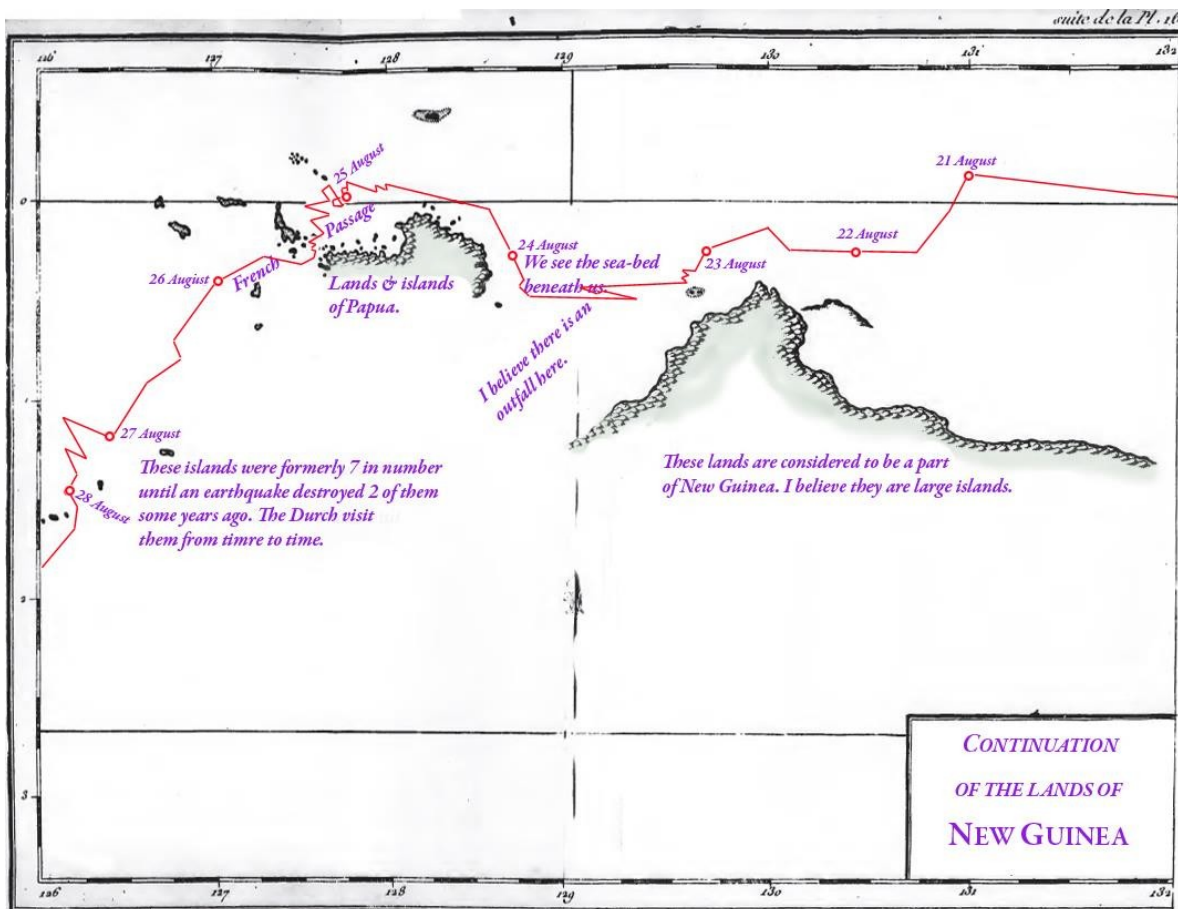 suite de la Pl. 16
126 127 128 129 130 131 132
21 August
25 August
0
Passage
22 August
24 August
We see the sea-bed
beneath us.
23 August
26 August
French
Lands & islands
of Papua.
I believe there is an
outfall here.
1
27 August
These islands were formerly 7 in number
until an earthquake destroyed 2 of them
some years ago. The Durch visit
them from timre to time.
28 August
These lands are considered to be a part
of New Guinea. I believe they are large islands.
2
CONTINUATION
OF THE LANDS OF
NEW GUINEA
3
126 127 128 129 130 131 132